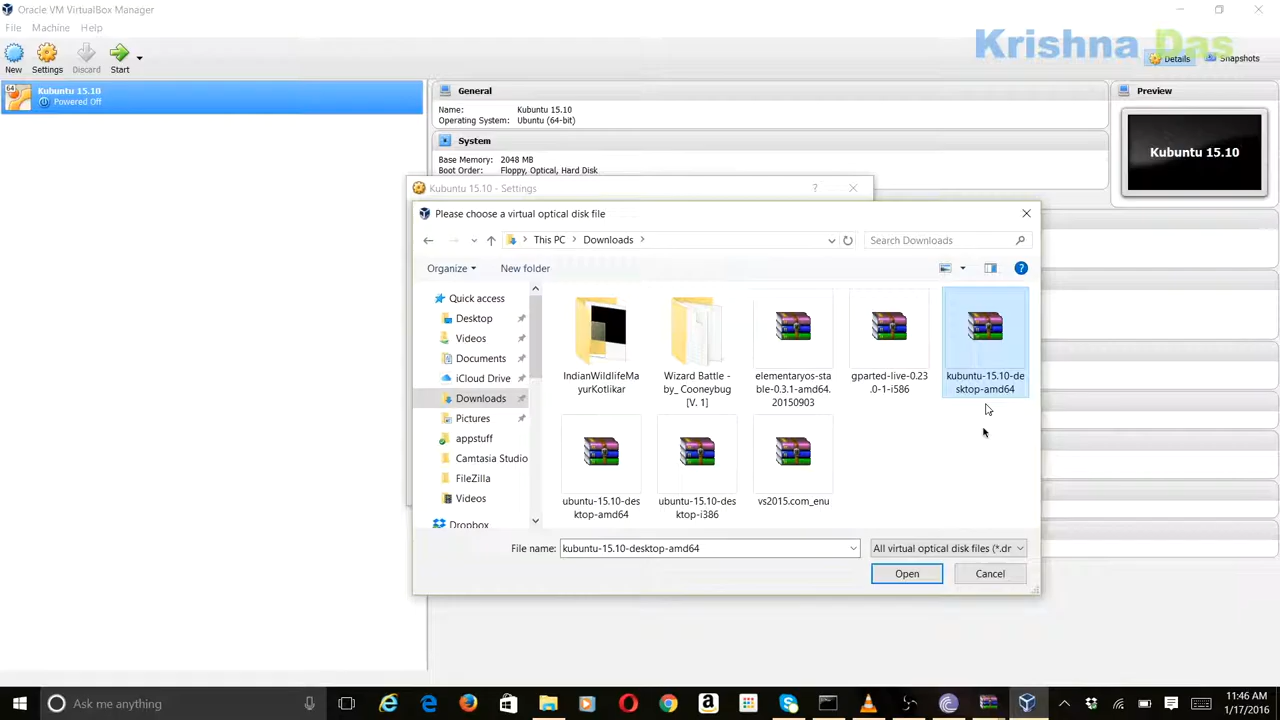 Oracle VM VirtualBox Manager
File Machine Help
Krishna Das
New Settings Discard Start
Details Snapshots
Kubuntu 15.10
Powered Off
64
General
Name: Kubuntu 15.10
Operating System: Ubuntu (64-bit)
System
Base Memory: 2048 MB
Boot Order: Floppy, Optical, Hard Disk
Preview
Kubuntu 15.10
Kubuntu 15.10 - Settings
Please choose a virtual optical disk file
This PC Downloads
Search Downloads
Organize New folder
Quick access
Desktop
Videos
Documents
iCloud Drive
Downloads
Pictures
appstuff
Camtasia Studio
FileZilla
Videos
Dropbox
IndianWildlifeMa
yurKotlikar
Wizard Battle -
by_ Cooneybug
[V. 1]
elementaryos-sta
ble-0.3.1-amd64.
20150903
gparted-live-0.23
.0-1-i586
kubuntu-15.10-de
sktop-amd64
ubuntu-15.10-des
ktop-amd64
ubuntu-15.10-des
ktop-i386
vs2015.com_enu
File name: kubuntu-15.10-desktop-amd64
All virtual optical disk files (*.dr
Open Cancel
Ask me anything
11:46 AM
1/17/2016